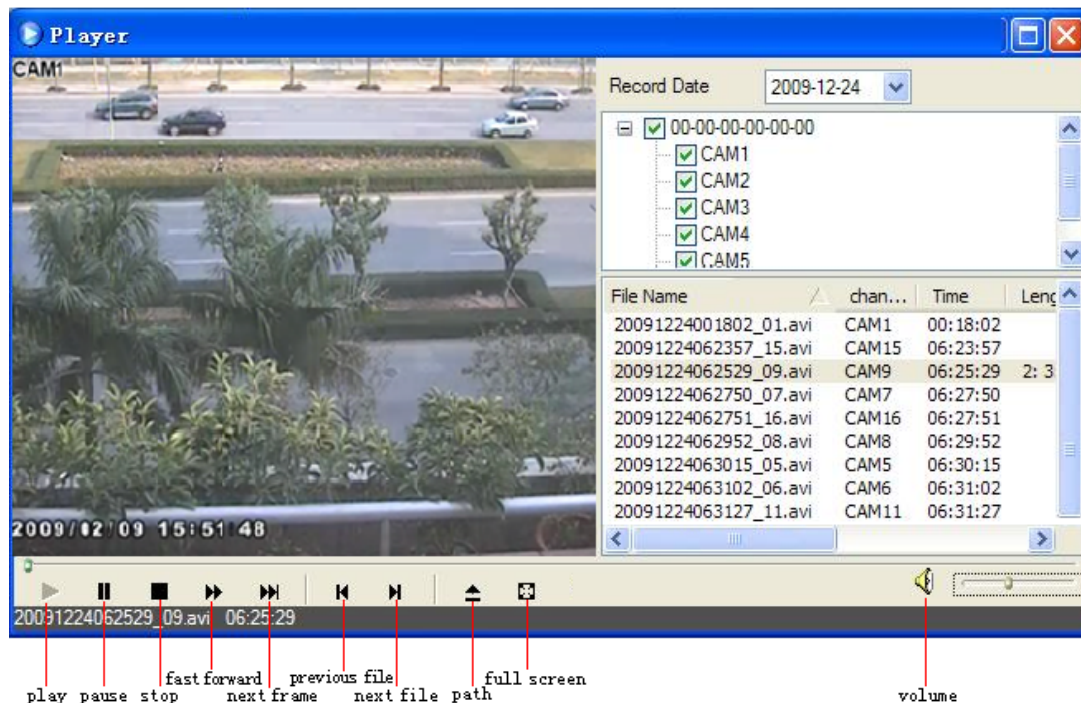 Player
CAM1
Record Date 2009-12-24
00-00-00-00-00-00
CAM1
CAM2
CAM3
CAM4
CAM5
File Name chan... Time Leng
20091224001802_01.avi CAM1 00:18:02
20091224062357_15.avi CAM15 06:23:57
20091224062529_09.avi CAM9 06:25:29 2: 3
20091224062750_07.avi CAM7 06:27:50
20091224062751_16.avi CAM16 06:27:51
20091224062952_08.avi CAM8 06:29:52
20091224063015_05.avi CAM5 06:30:15
20091224063102_06.avi CAM6 06:31:02
20091224063127_11.avi CAM11 06:31:27
2009/02/09 15:51:48
20091224062529_09.avi 06:25:29
fast forward previous file full screen
play pause stop next frame next file path volume